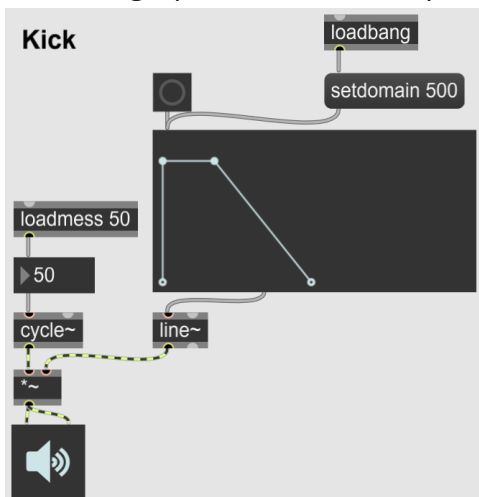 Kick
loadbang
setdomain 500
loadmess 50
50
cycle~
line~
*~